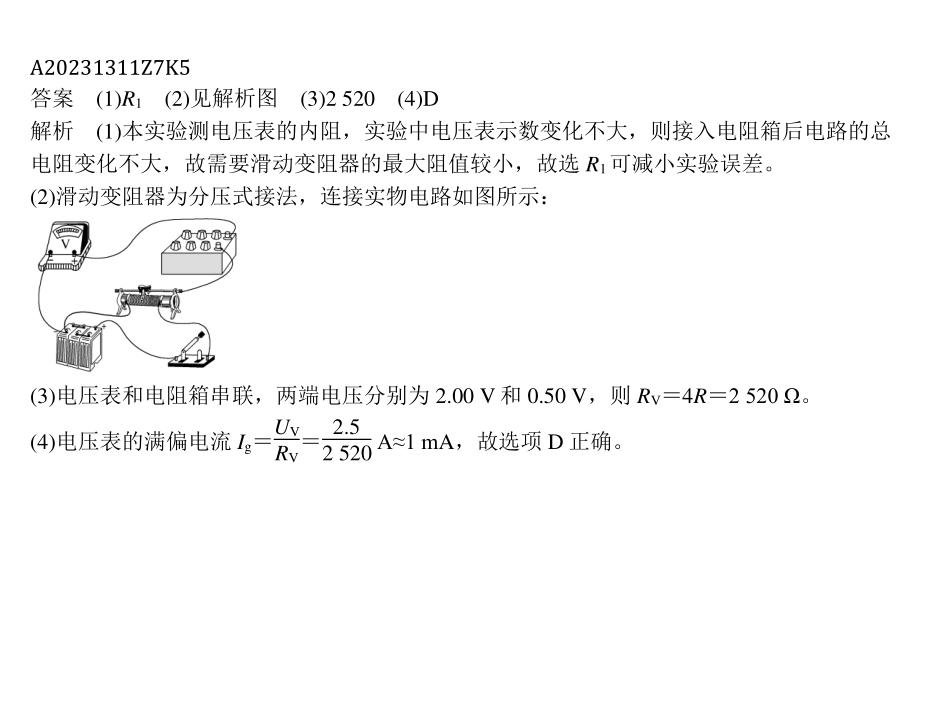 A20231311Z7K5
答案 (1)R₁ (2)见解析图 (3)2 520 (4)D
解析 (1)本实验测电压表的内阻，实验中电压表示数变化不大，则接入电阻箱后电路的总
电阻变化不大，故需要滑动变阻器的最大阻值较小，故选 R₁可减小实验误差。
(2)滑动变阻器为分压式接法，连接实物电路如图所示：
V
− +
(3)电压表和电阻箱串联，两端电压分别为 2.00 V 和 0.50 V，则 Rᵥ＝4R＝2 520 Ω。
(4)电压表的满偏电流 I_g＝U_V/R_V＝2.5/2 520 A≈1 mA，故选项 D 正确。